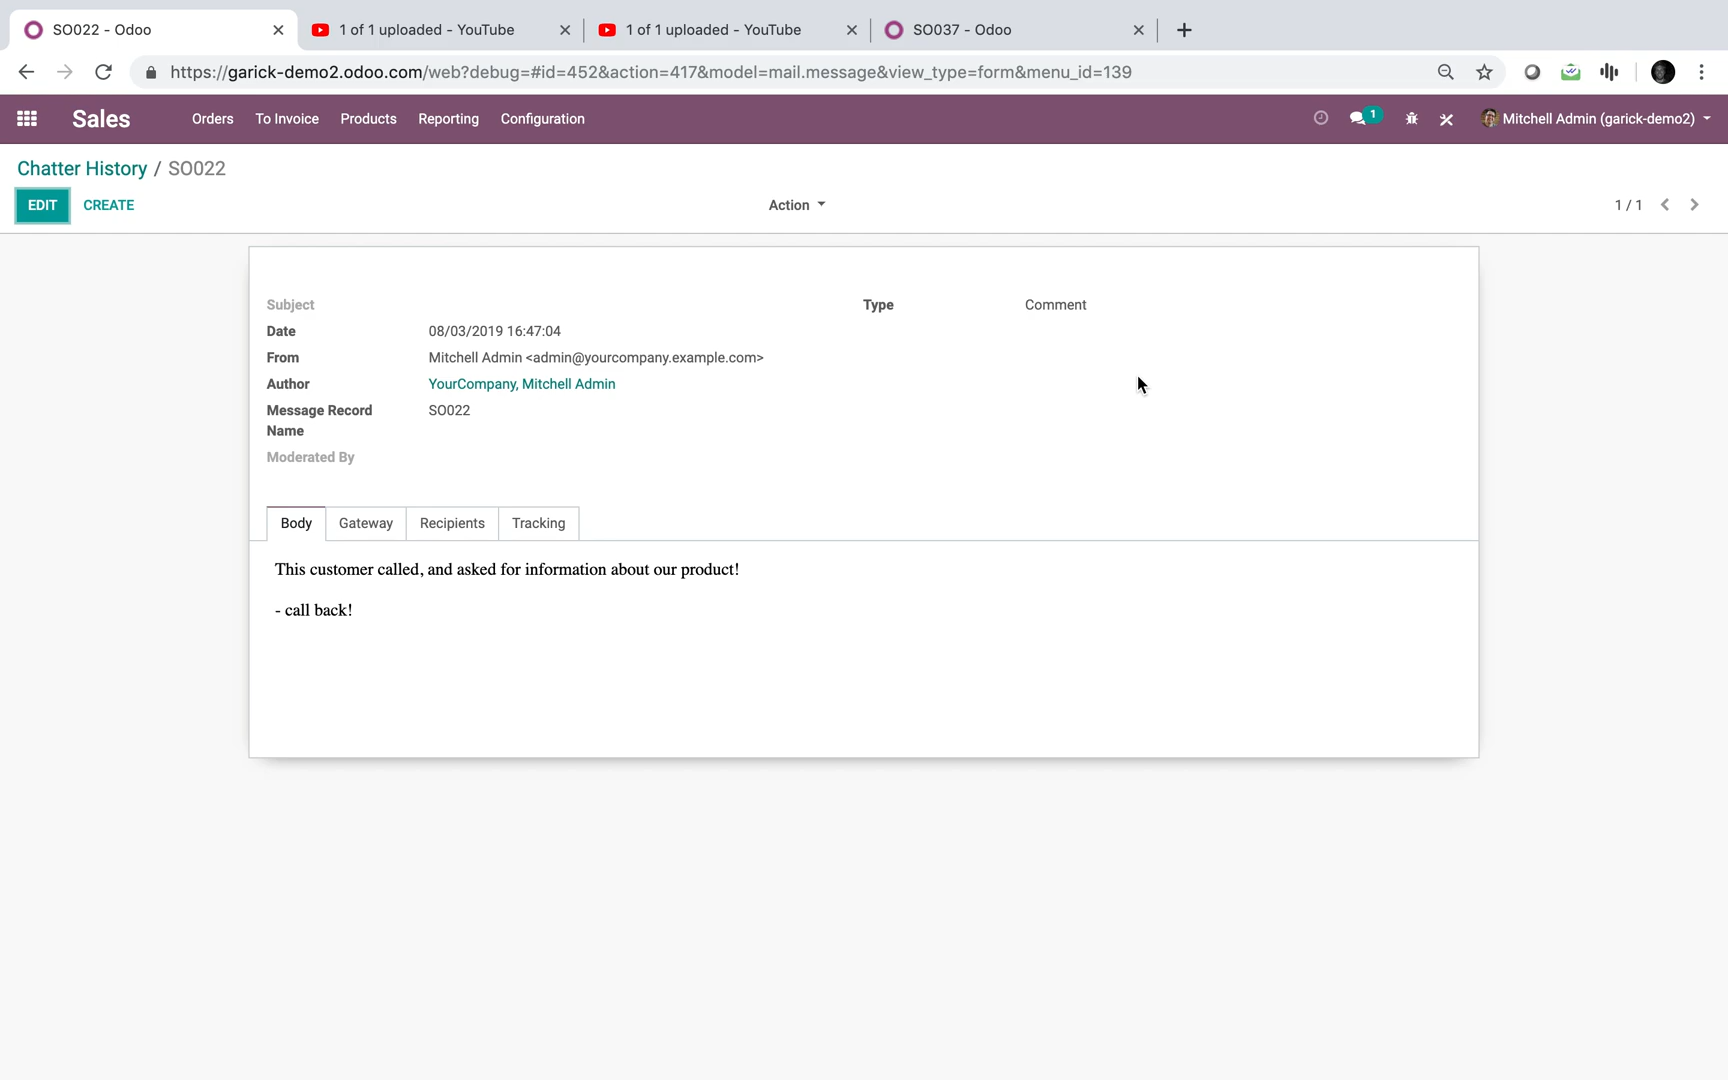 SO022 - Odoo
1 of 1 uploaded - YouTube
1 of 1 uploaded - YouTube
SO037 - Odoo
https://garick-demo2.odoo.com/web?debug=#id=452&action=417&model=mail.message&view_type=form&menu_id=139
Sales Orders To Invoice Products Reporting Configuration 1 Mitchell Admin (garick-demo2)
Chatter History / SO022
EDIT CREATE Action 1 / 1
Subject
Type Comment
Date 08/03/2019 16:47:04
From Mitchell Admin <admin@yourcompany.example.com>
Author YourCompany, Mitchell Admin
Message Record SO022
Name
Moderated By
Body Gateway Recipients Tracking
This customer called, and asked for information about our product!
- call back!